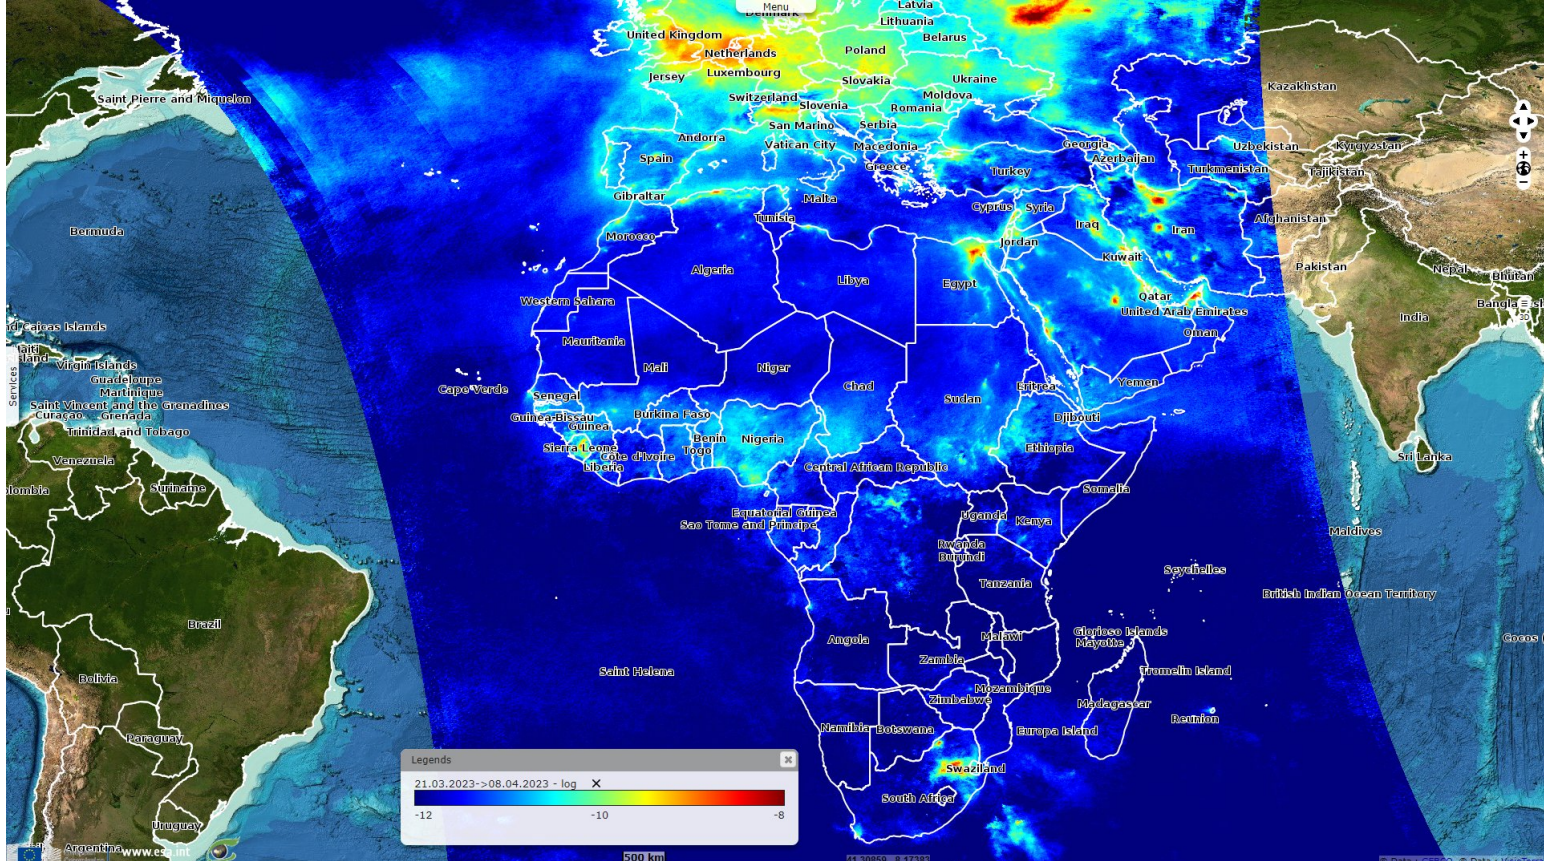 Menu
Latvia
Denmark
Lithuania
United Kingdom
Belarus
Netherlands
Poland
Jersey
Luxembourg
Slovakia
Ukraine
Kazakhstan
Saint Pierre and Miquelon
Switzerland
Slovenia
Moldova
Romania
San Marino
Serbia
Andorra
Vatican City
Macedonia
Georgia
Uzbekistan
Kyrgyzstan
Spain
Greece
Azerbaijan
Turkey
Turkmenistan
Tajikistan
Gibraltar
Malta
Cyprus
Syria
Tunisia
Afghanistan
Bermuda
Morocco
Jordan
Iraq
Iran
Algeria
Kuwait
Pakistan
Nepal
Bhutan
Libya
Egypt
Western Sahara
Qatar
United Arab Emirates
India
Caicas Islands
Oman
Mauritania
Virgin Islands
Mali
Niger
Guadeloupe
Cape Verde
Chad
Eritrea
Yemen
Services
Martinique
Senegal
Sudan
Saint Vincent and the Grenadines
Curaçao
Grenada
Guinea-Bissau
Burkina Faso
Djibouti
Guinea
Trinidad and Tobago
Benin
Nigeria
Sierra Leone
Togo
Ethiopia
Cote d'Ivoire
Sri Lanka
Venezuela
Liberia
Central African Republic
Suriname
Somalia
Equatorial Guinea
Uganda
Kenya
Sao Tome and Principe
Maldives
Rwanda
Burundi
Seychelles
Tanzania
British Indian Ocean Territory
Brazil
Angola
Malawi
Glorioso Islands
Mayotte
Cocos
Zambia
Saint Helena
Tromelin Island
Bolivia
Mozambique
Zimbabwe
Madagascar
Reunion
Namibia
Botswana
Europa Island
Paraguay
Legends
Swaziland
21.03.2023->08.04.2023 - log
South Africa
-12
-10
-8
Uruguay
Argentina
www.esa.int
500 km